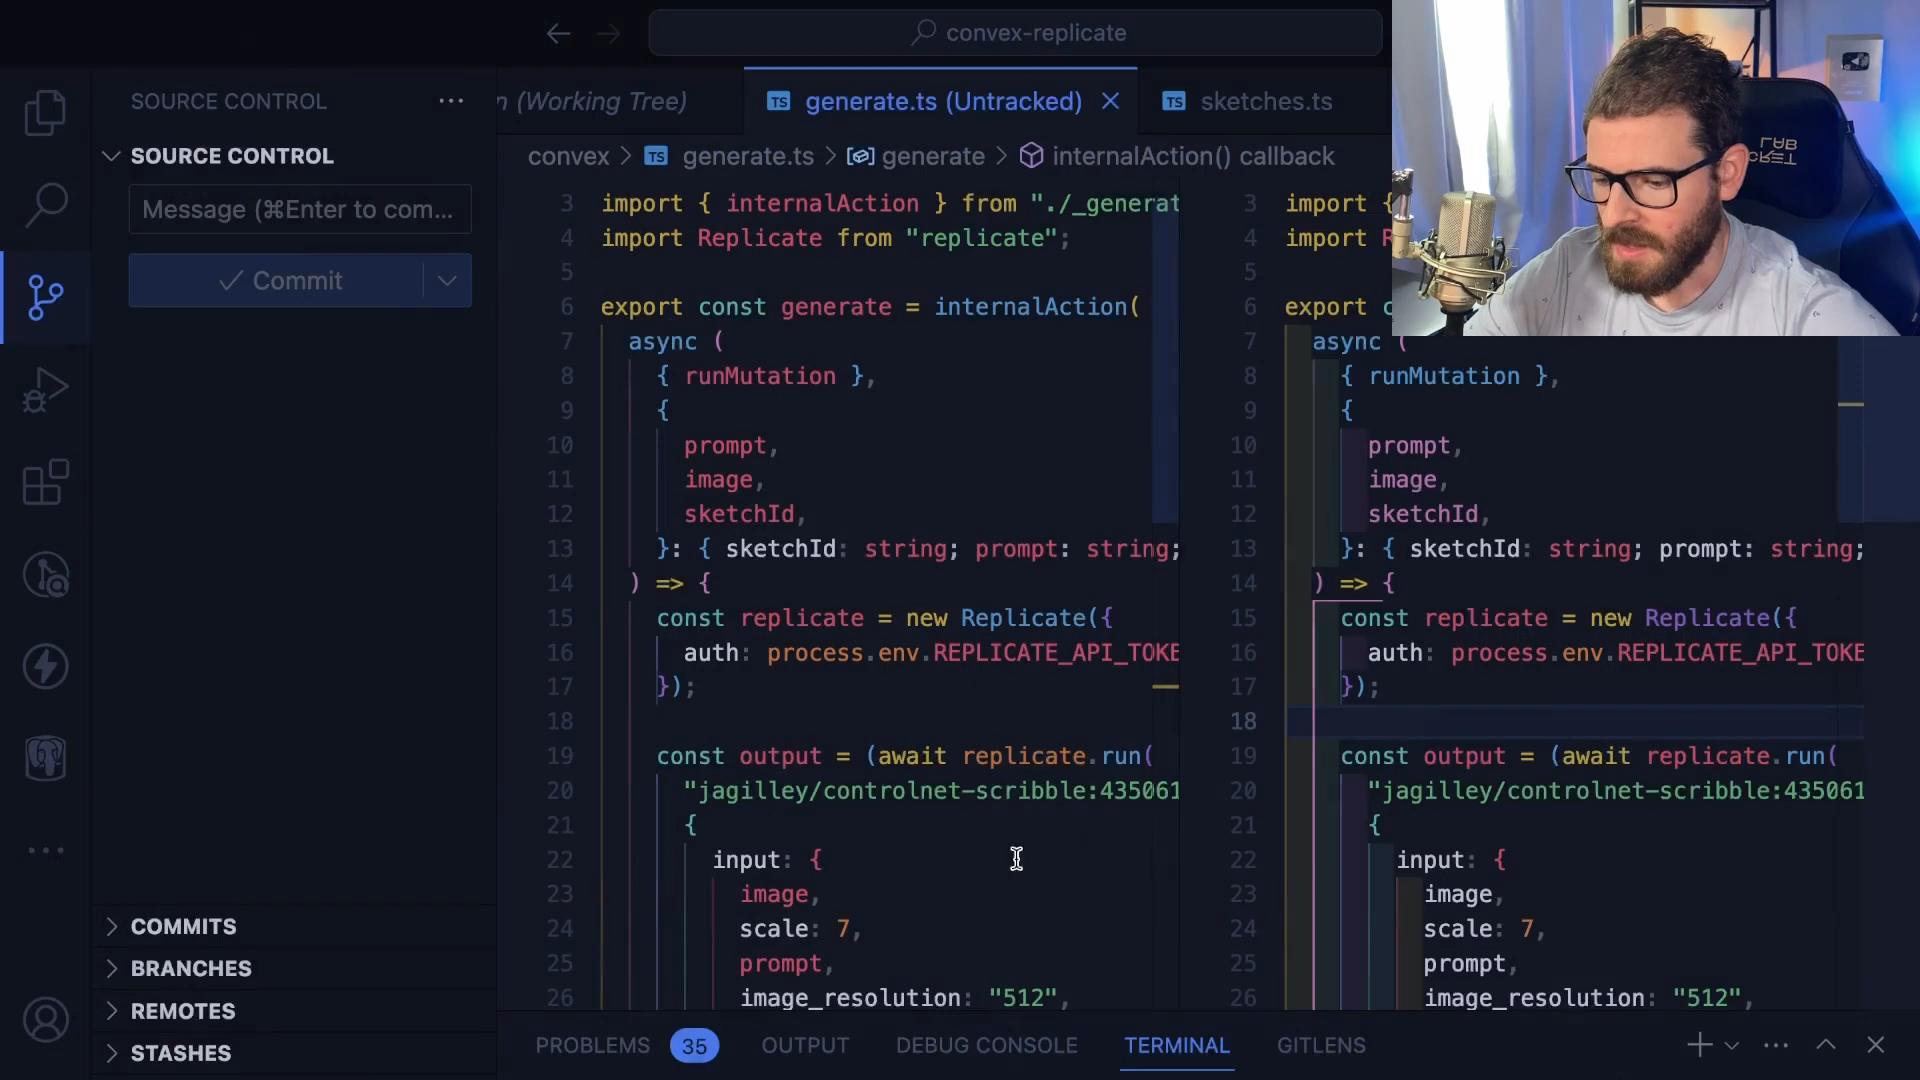 convex-replicate
SOURCE CONTROL
SOURCE CONTROL
Message (⌘Enter to com...
Commit
COMMITS
BRANCHES
REMOTES
STASHES
n (Working Tree)
TS generate.ts (Untracked)
TS sketches.ts
convex > TS generate.ts > generate > internalAction() callback
3 import { internalAction } from "./_generat
4 import Replicate from "replicate";
5
6 export const generate = internalAction(
7 async (
8 { runMutation },
9 {
10 prompt,
11 image,
12 sketchId,
13 }: { sketchId: string; prompt: string;
14 ) => {
15 const replicate = new Replicate({
16 auth: process.env.REPLICATE_API_TOKE
17 });
18
19 const output = (await replicate.run(
20 "jagilley/controlnet-scribble:435061
21 {
22 input: {
23 image,
24 scale: 7,
25 prompt,
26 image_resolution: "512",
3 import {
4 import R
5
6 export c
7 async (
8 { runMutation },
9 {
10 prompt,
11 image,
12 sketchId,
13 }: { sketchId: string; prompt: string;
14 ) => {
15 const replicate = new Replicate({
16 auth: process.env.REPLICATE_API_TOKE
17 });
18
19 const output = (await replicate.run(
20 "jagilley/controlnet-scribble:435061
21 {
22 input: {
23 image,
24 scale: 7,
25 prompt,
26 image_resolution: "512",
PROBLEMS 35 OUTPUT DEBUG CONSOLE TERMINAL GITLENS